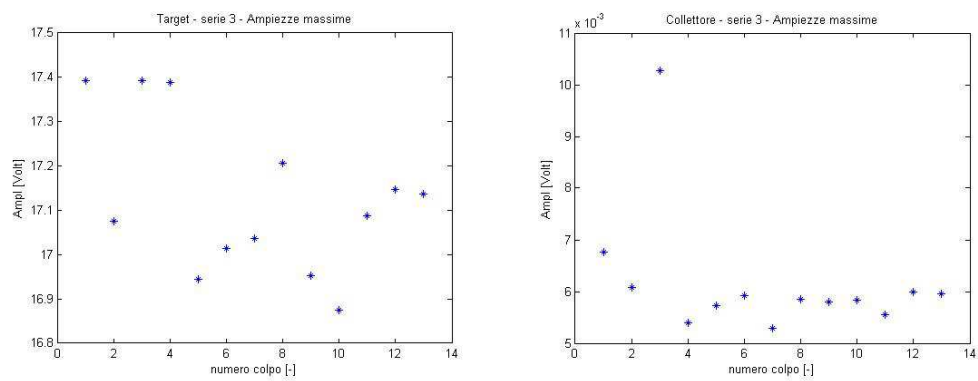 Target - serie 3 - Ampiezze massime
17.5
17.4
17.3
17.2
17.1
17
16.9
16.8
Ampl [Volt]
0 2 4 6 8 10 12 14
numero colpo [-]
Collettore - serie 3 - Ampiezze massime
x 10^-3
11
10
9
8
7
6
5
Ampl [Volt]
0 2 4 6 8 10 12 14
numero colpo [-]